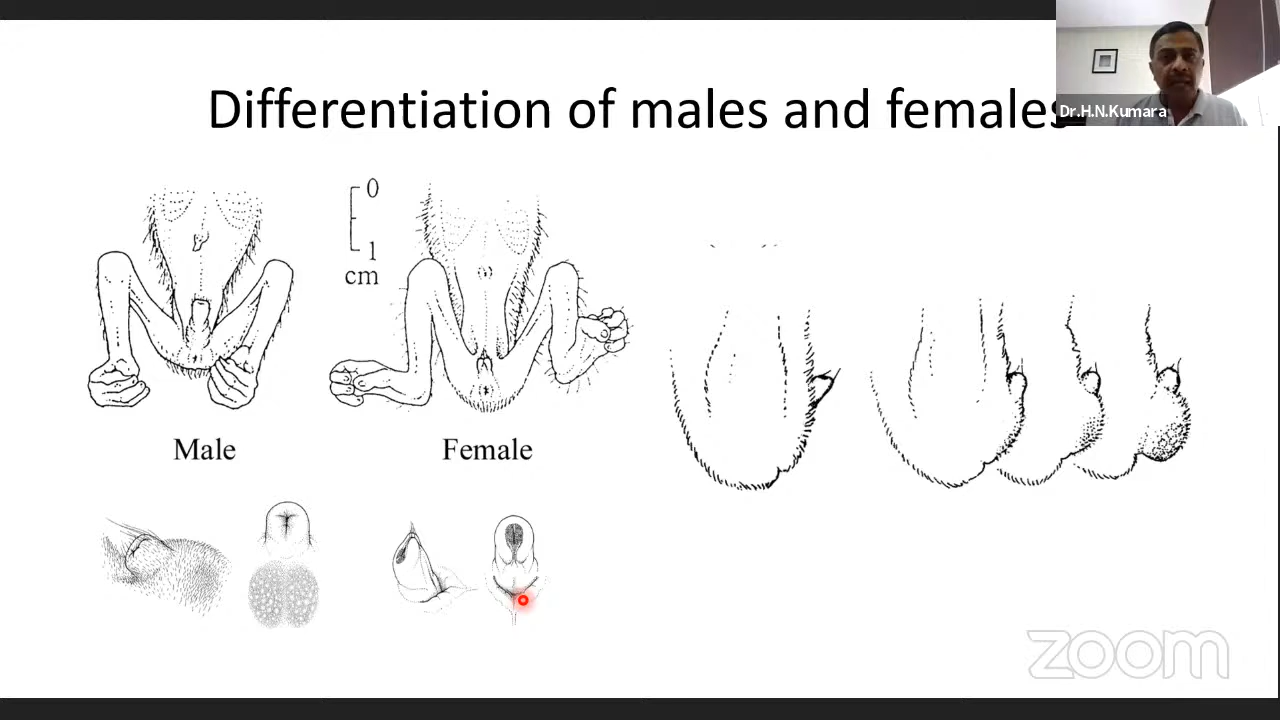 Differentiation of males and females
Dr.H.N.Kumara
0
1
cm
Male
Female
zoom